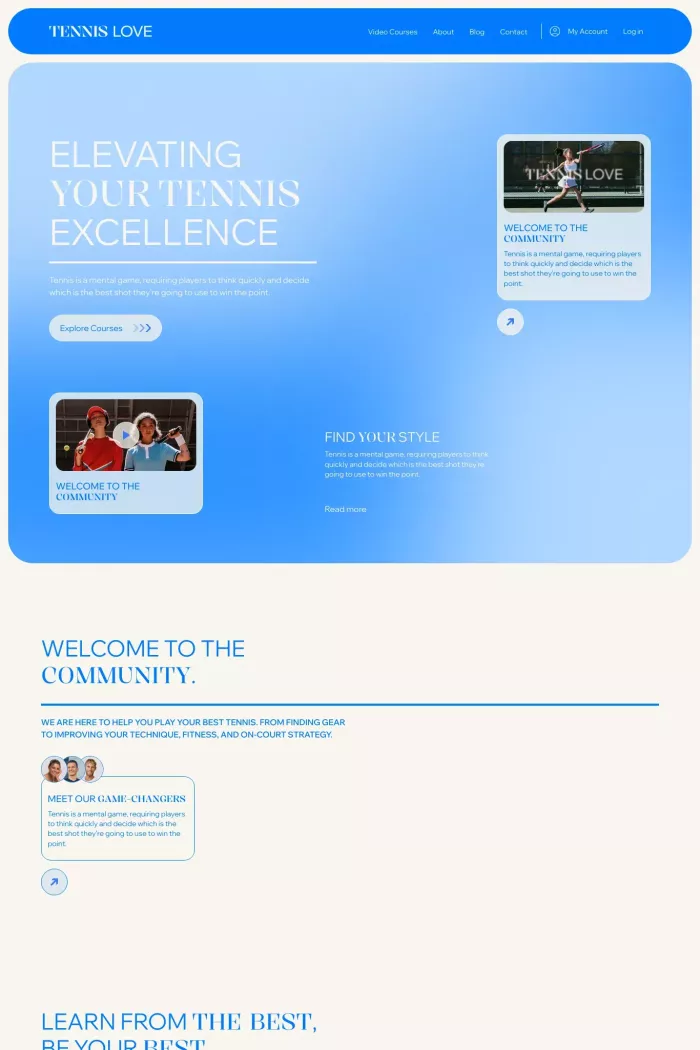 TENNIS LOVE
Video Courses About Blog Contact My Account Log in
ELEVATING
YOUR TENNIS
EXCELLENCE
Tennis is a mental game, requiring players to think quickly and decide
which is the best shot they're going to use to win the point.
Explore Courses
TENNIS LOVE
WELCOME TO THE
COMMUNITY
Tennis is a mental game, requiring players
to think quickly and decide which is the
best shot they're going to use to win the
point.
WELCOME TO THE
COMMUNITY
FIND YOUR STYLE
Tennis is a mental game, requiring players to think
quickly and decide which is the best shot they're
going to use to win the point.
Read more
WELCOME TO THE
COMMUNITY.
WE ARE HERE TO HELP YOU PLAY YOUR BEST TENNIS. FROM FINDING GEAR
TO IMPROVING YOUR TECHNIQUE, FITNESS, AND ON-COURT STRATEGY.
MEET OUR GAME-CHANGERS
Tennis is a mental game, requiring players
to think quickly and decide which is the
best shot they're going to use to win the
point.
LEARN FROM THE BEST,
BE YOUR BEST